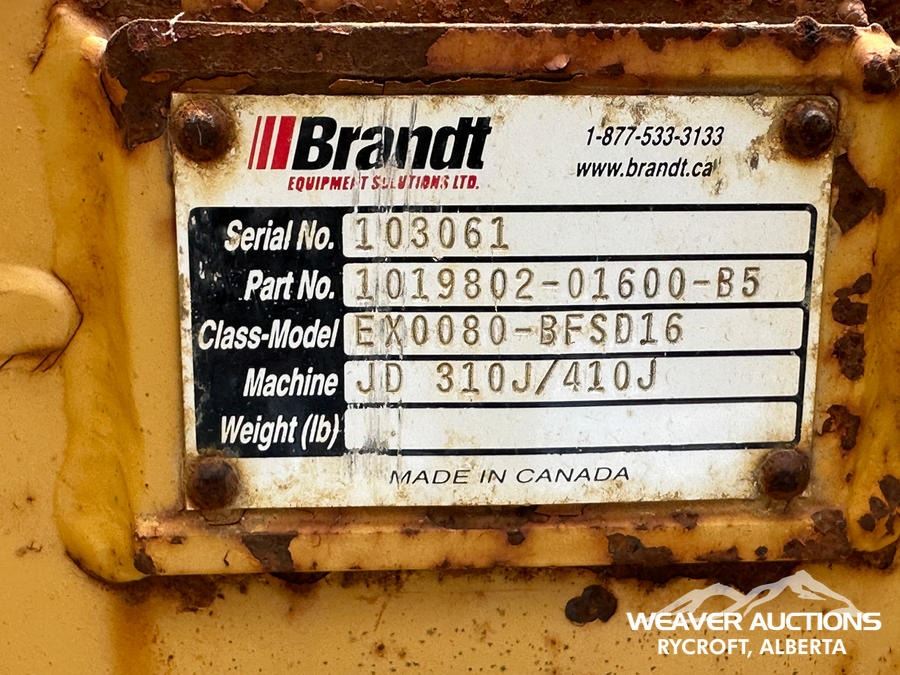 Brandt
EQUIPMENT SOLUTIONS LTD.
1-877-533-3133
www.brandt.ca
Serial No. 103061
Part No. 1019802-01600-B5
Class-Model EX0080-BFSD16
Machine JD 310J/410J
Weight (lb)
MADE IN CANADA
WEAVER AUCTIONS
RYCROFT, ALBERTA